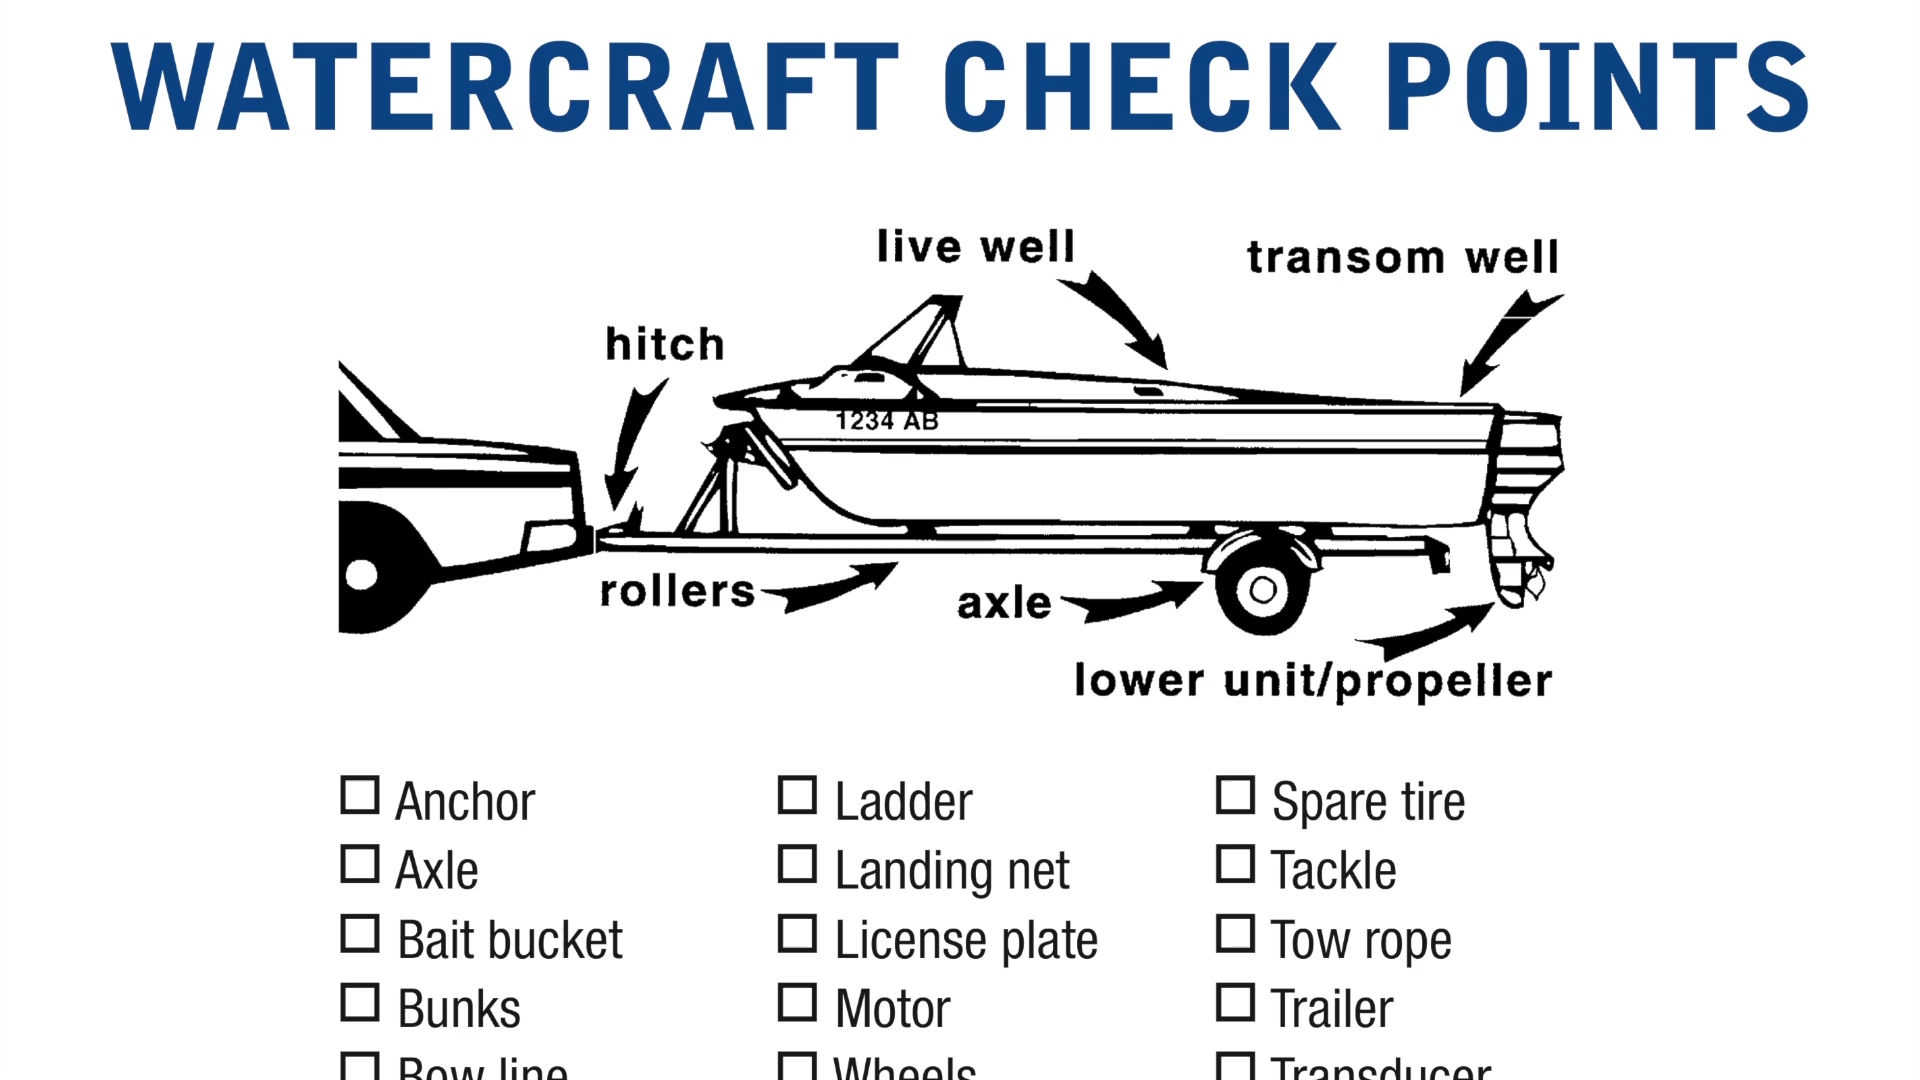 WATERCRAFT CHECK POINTS
live well
transom well
hitch
1234 AB
rollers
axle
lower unit/propeller
Anchor
Axle
Bait bucket
Bunks
Bow line
Ladder
Landing net
License plate
Motor
Wheels
Spare tire
Tackle
Tow rope
Trailer
Transducer